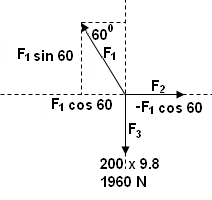 60⁰
F₁ sin 60
F₁
F₂
F₁ cos 60
-F₁ cos 60
F₃
200 x 9.8
1960 N